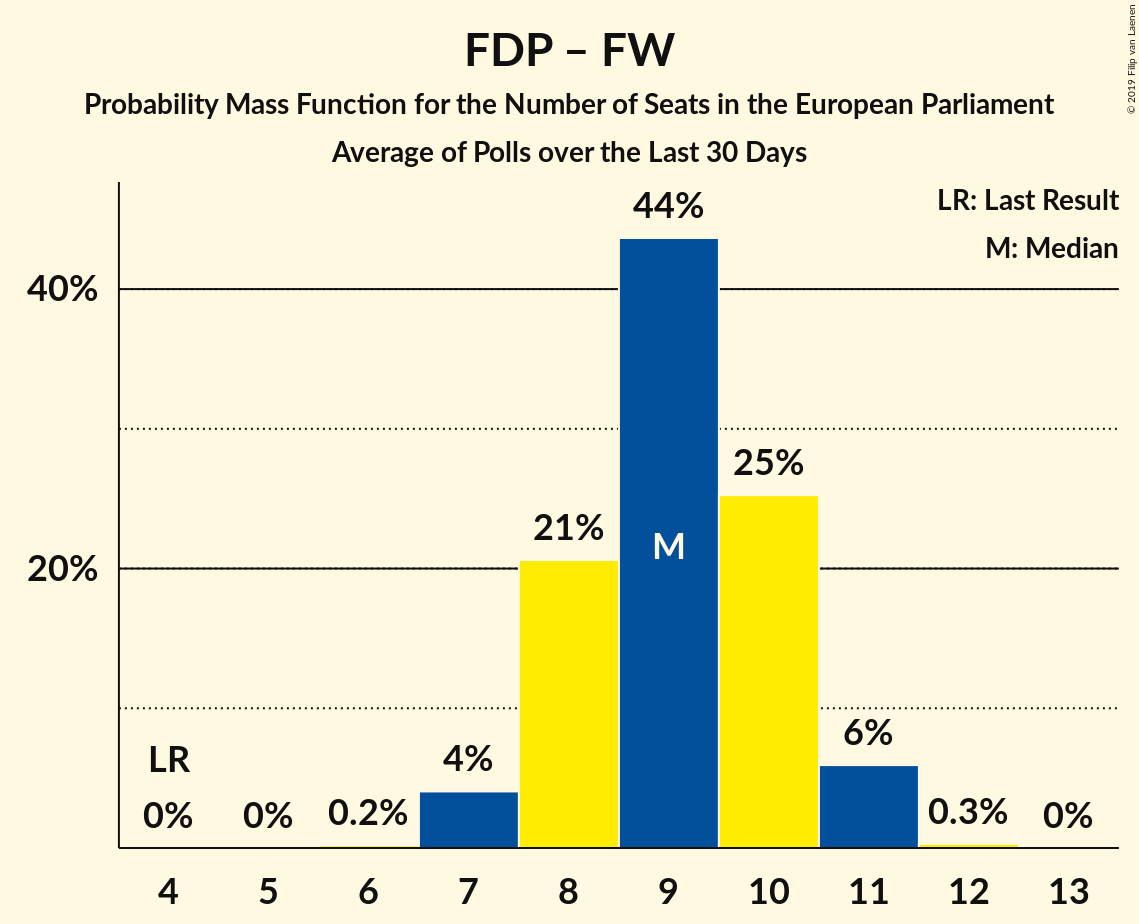 FDP – FW
Probability Mass Function for the Number of Seats in the European Parliament
Average of Polls over the Last 30 Days
© 2019 Filip van Laenen
LR: Last Result
M: Median
44%
40%
25%
21%
M
20%
6%
LR
4%
0%
0%
0.2%
0.3%
0%
4
5
6
7
8
9
10
11
12
13